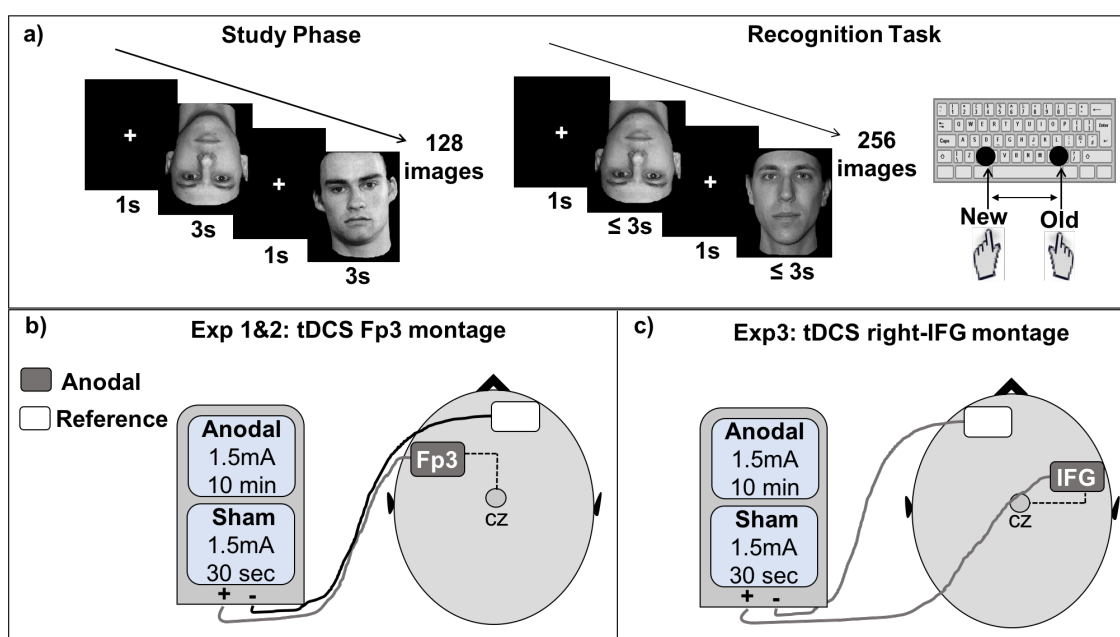 a)
Study Phase
+
1s
3s
+
1s
3s
128
images
Recognition Task
+
1s
≤ 3s
+
1s
≤ 3s
256
images
New
Old
b)
Exp 1&2: tDCS Fp3 montage
Anodal
Reference
Anodal
1.5mA
10 min
Sham
1.5mA
30 sec
+ -
Fp3
cz
c)
Exp3: tDCS right-IFG montage
Anodal
1.5mA
10 min
Sham
1.5mA
30 sec
+ -
IFG
cz